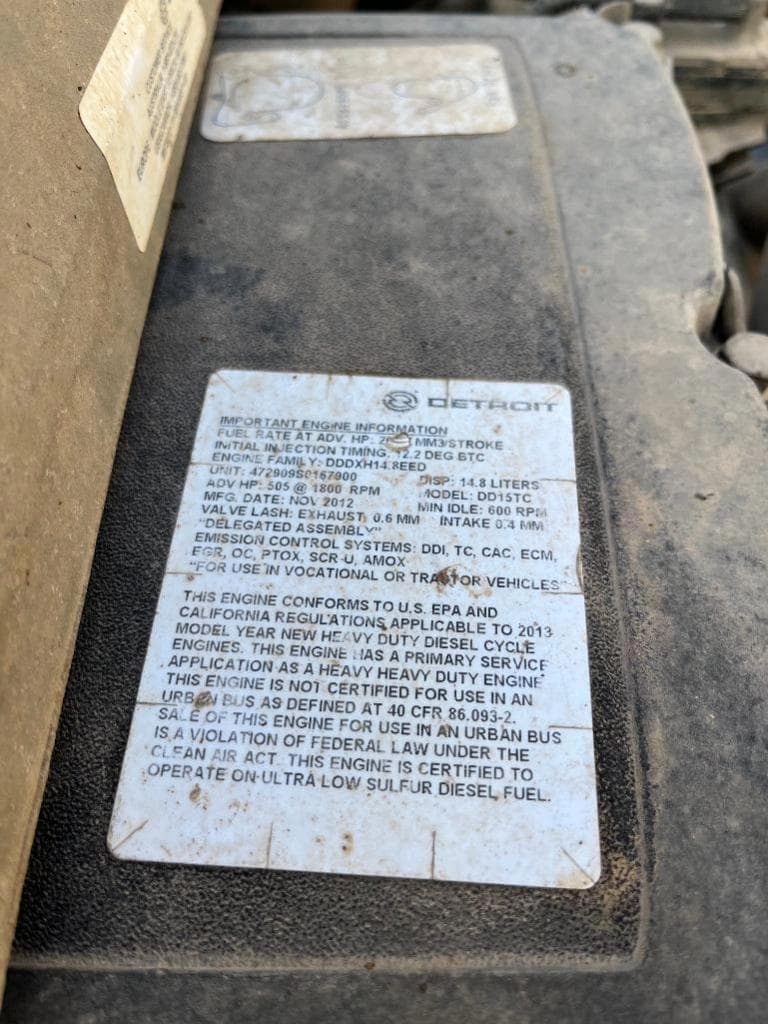 DETROIT
IMPORTANT ENGINE INFORMATION
FUEL RATE AT ADV. HP: MM3/STROKE
INITIAL INJECTION TIMING: 2.2 DEG BTC
ENGINE FAMILY: DDDXH14.8EED
UNIT: 472909S0167900 DISP: 14.8 LITERS
ADV HP: 505 @ 1800 RPM MODEL: DD15TC
MFG. DATE: NOV 2012 MIN IDLE: 600 RPM
VALVE LASH: EXHAUST 0.6 MM INTAKE 0.4 MM
"DELEGATED ASSEMBLY"
EMISSION CONTROL SYSTEMS: DDI, TC, CAC, ECM,
EGR, OC, PTOX, SCR-U, AMOX
"FOR USE IN VOCATIONAL OR TRACTOR VEHICLES"
THIS ENGINE CONFORMS TO U.S. EPA AND
CALIFORNIA REGULATIONS APPLICABLE TO 2013
MODEL YEAR NEW HEAVY DUTY DIESEL CYCLE
ENGINES. THIS ENGINE HAS A PRIMARY SERVICE
APPLICATION AS A HEAVY HEAVY DUTY ENGINE
THIS ENGINE IS NOT CERTIFIED FOR USE IN AN
URBAN BUS AS DEFINED AT 40 CFR 86.093-2.
SALE OF THIS ENGINE FOR USE IN AN URBAN BUS
IS A VIOLATION OF FEDERAL LAW UNDER THE
CLEAN AIR ACT. THIS ENGINE IS CERTIFIED TO
OPERATE ON ULTRA LOW SULFUR DIESEL FUEL.